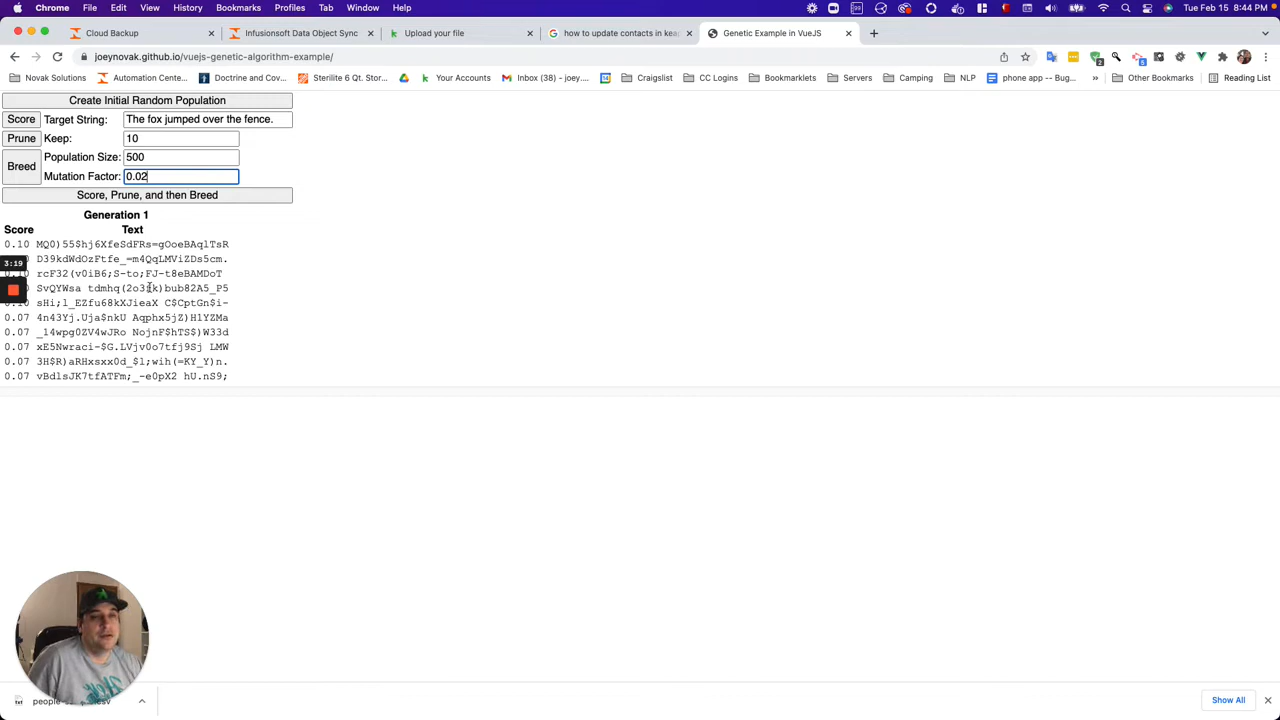 Chrome File Edit View History Bookmarks Profiles Tab Window Help Tue Feb 15 8:44 PM
Cloud Backup Infusionsoft Data Object Sync Upload your file how to update contacts in kea Genetic Example in VueJS
joeynovak.github.io/vuejs-genetic-algorithm-example/
Novak Solutions Automation Cente... Doctrine and Cov... Sterilite 6 Qt. Stor... Your Accounts Inbox (38) - joey.... Craigslist CC Logins Bookmarkets Servers Camping NLP phone app -- Bug... » Other Bookmarks Reading List
Create Initial Random Population
Score Target String: The fox jumped over the fence.
Prune Keep: 10
Population Size: 500
Breed
Mutation Factor: 0.02
Score, Prune, and then Breed
Generation 1
Score Text
0.10 MQ0)55$hj6XfeSdFRs=gOoeBAqlTsR
D39kdWdOzFtfe_=m4QqLMViZDs5cm.
3:19
rcF32(v0iB6;S-to;FJ-t8eBAMDoT
SvQYWsa tdmhq(2o3 k)bub82A5_P5
0.10 sHi;l_EZfu68kXJieaX C$CptGn$i-
0.07 4n43Yj.Uja$nkU Aqphx5jZ)HlYZMa
0.07 _14wpg0ZV4wJRo NojnF$hTS$)W33d
0.07 xE5Nwraci-$G.LVjv0o7tfj9Sj LMW
0.07 3H$R)aRHxsxx0d_$l;wih(=KY_Y)n.
0.07 vBdlsJK7tfATFm;_-e0pX2 hU.nS9;
Show All